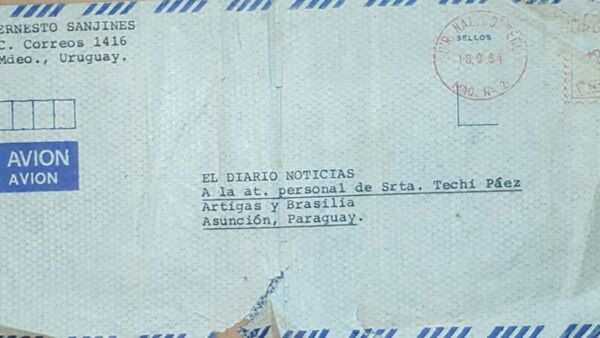 ERNESTO SANJINES
C. Correos 1416
Mdeo., Uruguay.
SELLOS
AVION
AVION
EL DIARIO NOTICIAS
A la at. personal de Srta. Techi Páez
Artigas y Brasilia
Asunción, Paraguay.